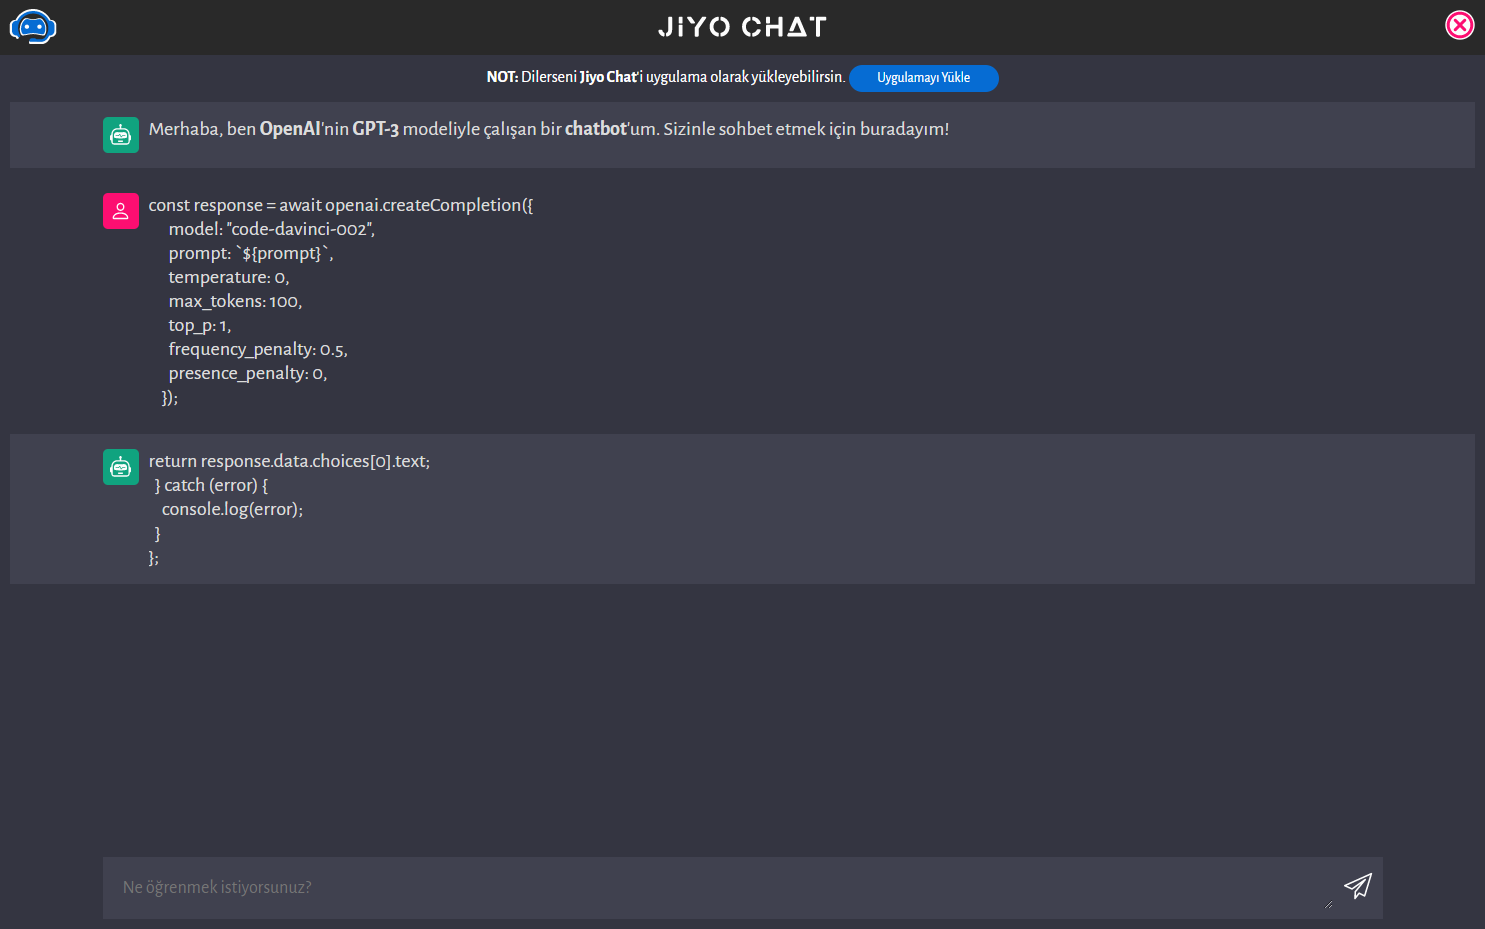 JIYO CHAT
NOT: Dilerseni Jiyo Chat'i uygulama olarak yükleyebilirsin. Uygulamayı Yükle
Merhaba, ben OpenAI'nin GPT-3 modeliyle çalışan bir chatbot'um. Sizinle sohbet etmek için buradayım!
const response = await openai.createCompletion({
model: "code-davinci-002",
prompt: `${prompt}`,
temperature: 0,
max_tokens: 100,
top_p: 1,
frequency_penalty: 0.5,
presence_penalty: 0,
});
return response.data.choices[0].text;
} catch (error) {
console.log(error);
}
};
Ne öğrenmek istiyorsunuz?